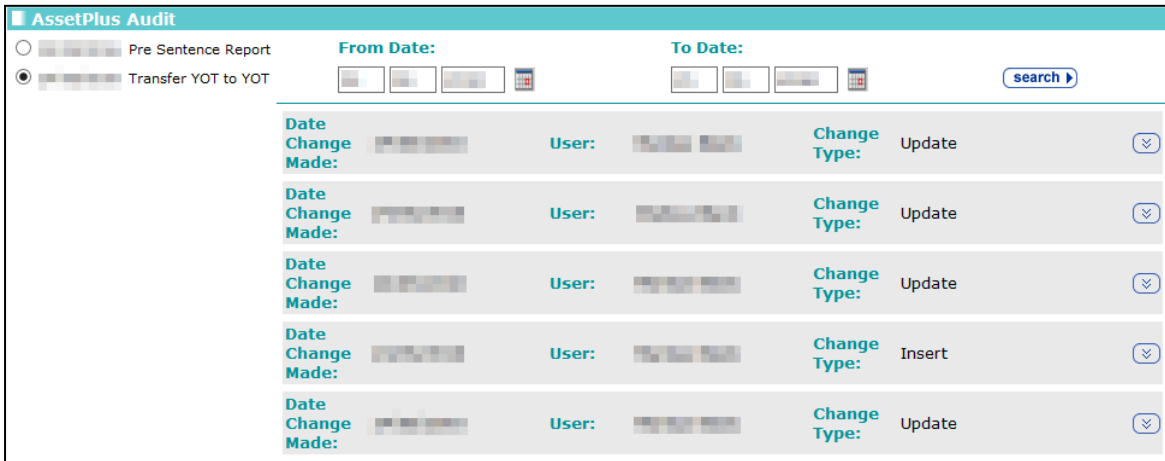 AssetPlus Audit
Pre Sentence Report
Transfer YOT to YOT
From Date:
To Date:
search
Date
Change
Made:
User:
Change
Type:
Update
Date
Change
Made:
User:
Change
Type:
Update
Date
Change
Made:
User:
Change
Type:
Update
Date
Change
Made:
User:
Change
Type:
Insert
Date
Change
Made:
User:
Change
Type:
Update